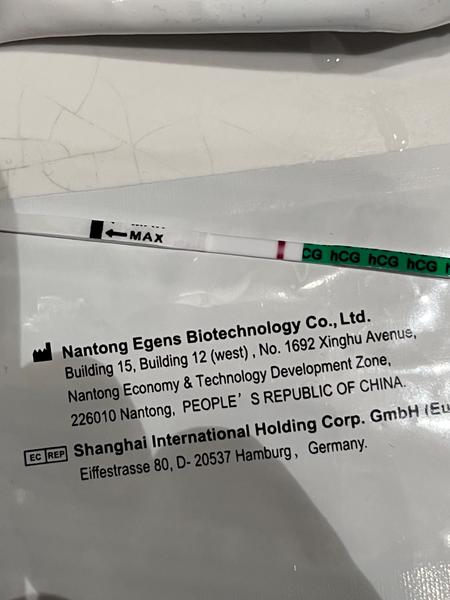 MAX
CG hCG hCG hCG
Nantong Egens Biotechnology Co., Ltd.
Building 15, Building 12 (west) , No. 1692 Xinghu Avenue,
Nantong Economy & Technology Development Zone,
226010 Nantong, PEOPLE' S REPUBLIC OF CHINA.
EC REP Shanghai International Holding Corp. GmbH (Eu
Eiffestrasse 80, D- 20537 Hamburg, Germany.